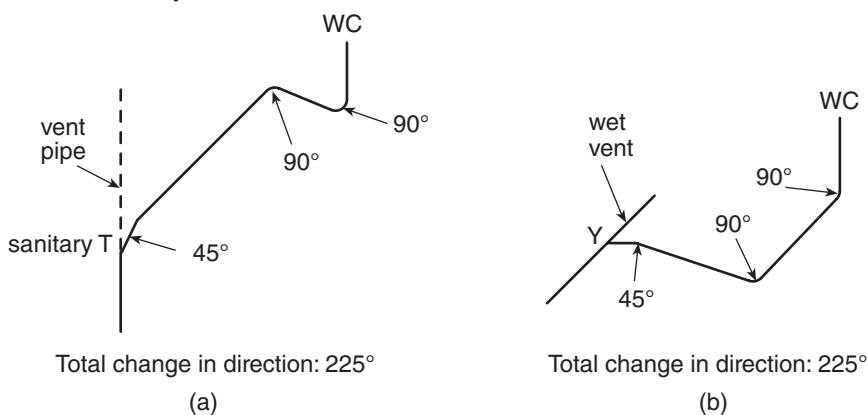 WC
vent
pipe
90°
90°
sanitary T
45°
Total change in direction: 225°
(a)
WC
wet
vent
90°
90°
Y
45°
Total change in direction: 225°
(b)